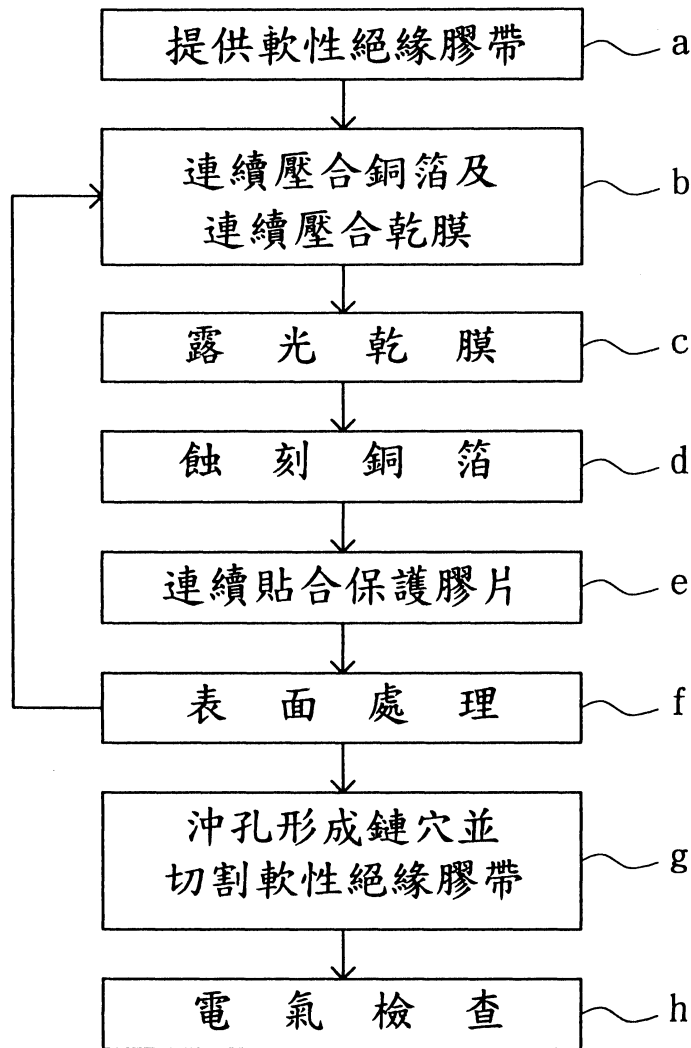 提供軟性絕緣膠帶
a
連續壓合銅箔及
連續壓合乾膜
b
露光乾膜
c
蝕刻銅箔
d
連續貼合保護膠片
e
表面處理
f
沖孔形成鏈穴並
切割軟性絕緣膠帶
g
電氣檢查
h